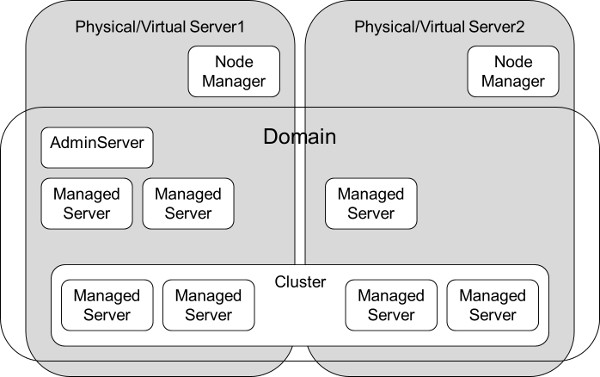 Physical/Virtual Server1
Physical/Virtual Server2
Node
Manager
Node
Manager
Domain
AdminServer
Managed
Server
Managed
Server
Managed
Server
Cluster
Managed
Server
Managed
Server
Managed
Server
Managed
Server